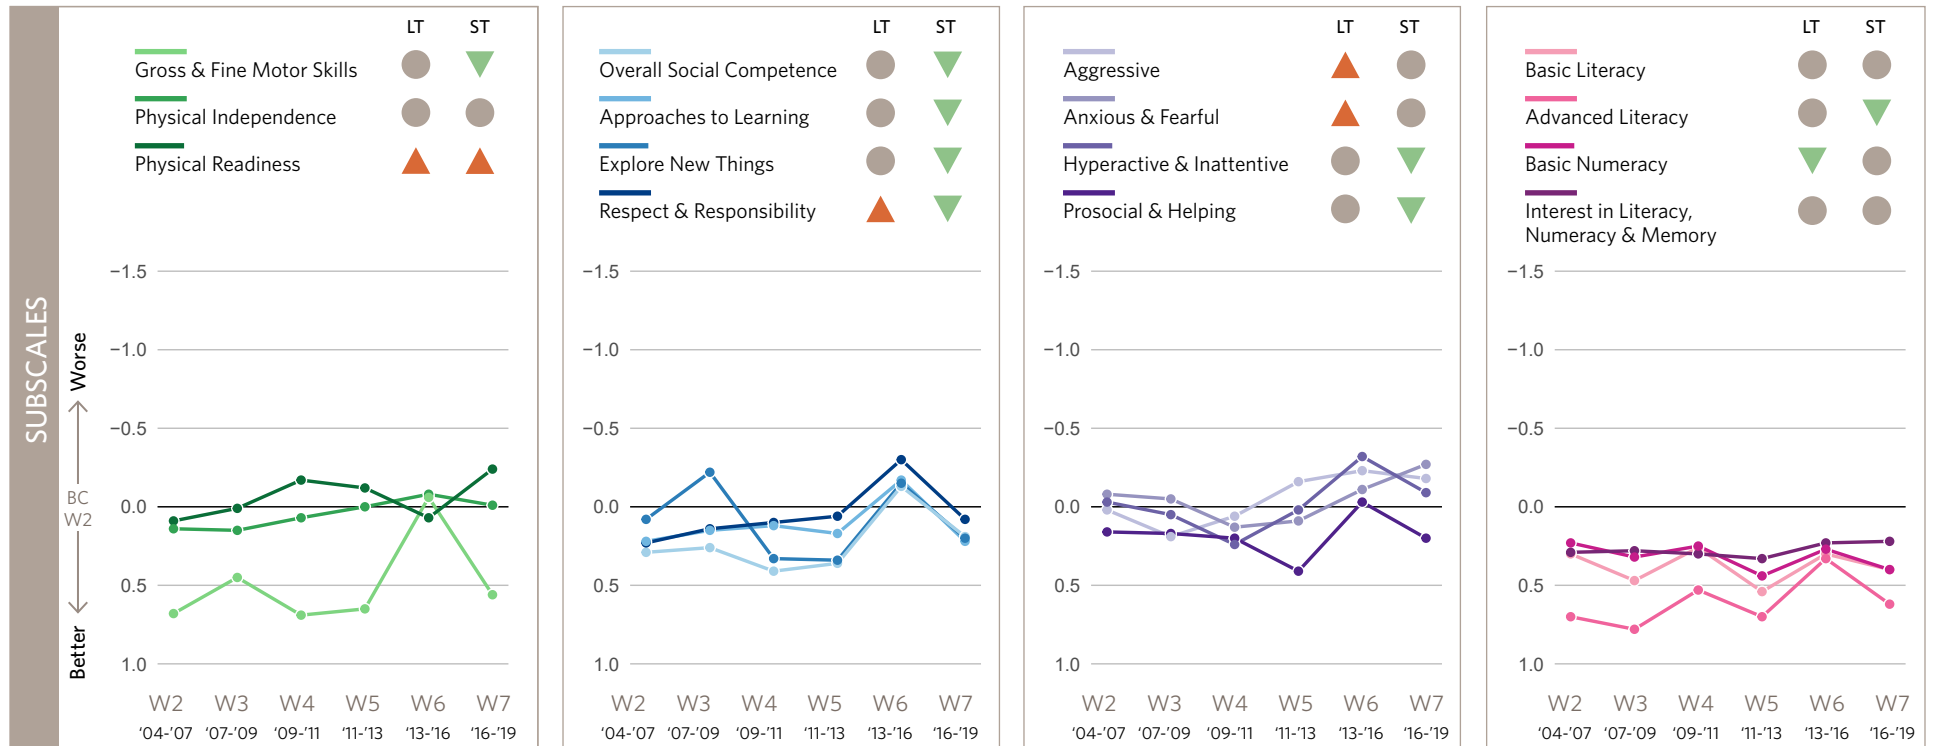 SUBSCALES
Worse
BC
W2
Better
LT ST
Gross & Fine Motor Skills
Physical Independence
Physical Readiness
−1.5
−1.0
−0.5
0.0
0.5
1.0
W2 W3 W4 W5 W6 W7
‘04-’07 ‘07-’09 ‘09-’11 ‘11-’13 ‘13-’16 ‘16-’19
LT ST
Overall Social Competence
Approaches to Learning
Explore New Things
Respect & Responsibility
−1.5
−1.0
−0.5
0.0
0.5
1.0
W2 W3 W4 W5 W6 W7
‘04-’07 ‘07-’09 ‘09-’11 ‘11-’13 ‘13-’16 ‘16-’19
LT ST
Aggressive
Anxious & Fearful
Hyperactive & Inattentive
Prosocial & Helping
−1.5
−1.0
−0.5
0.0
0.5
1.0
W2 W3 W4 W5 W6 W7
‘04-’07 ‘07-’09 ‘09-’11 ‘11-’13 ‘13-’16 ‘16-’19
LT ST
Basic Literacy
Advanced Literacy
Basic Numeracy
Interest in Literacy,
Numeracy & Memory
−1.5
−1.0
−0.5
0.0
0.5
1.0
W2 W3 W4 W5 W6 W7
‘04-’07 ‘07-’09 ‘09-’11 ‘11-’13 ‘13-’16 ‘16-’19